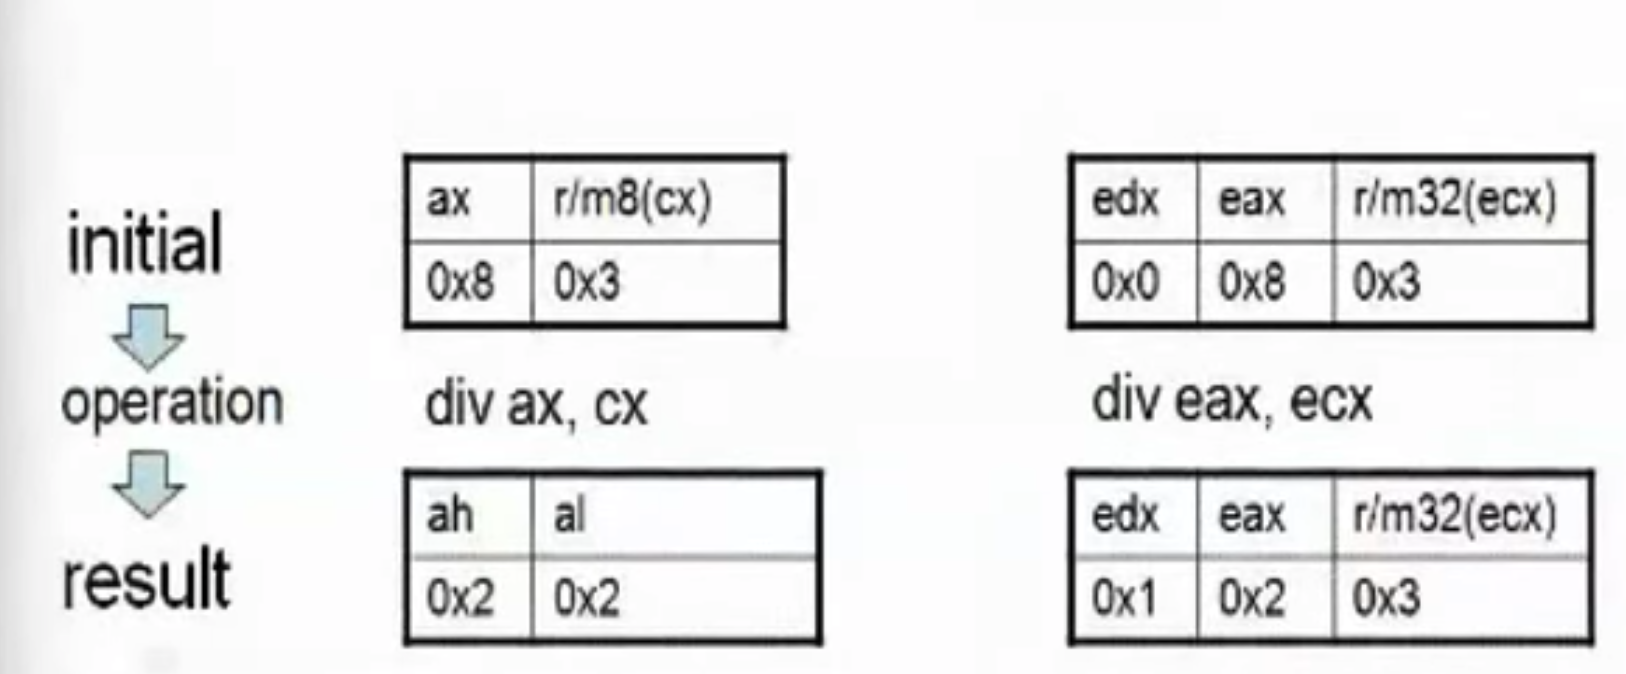 initial
operation
result
ax r/m8(cx)
0x8 0x3
div ax, cx
ah al
0x2 0x2
edx eax r/m32(ecx)
0x0 0x8 0x3
div eax, ecx
edx eax r/m32(ecx)
0x1 0x2 0x3